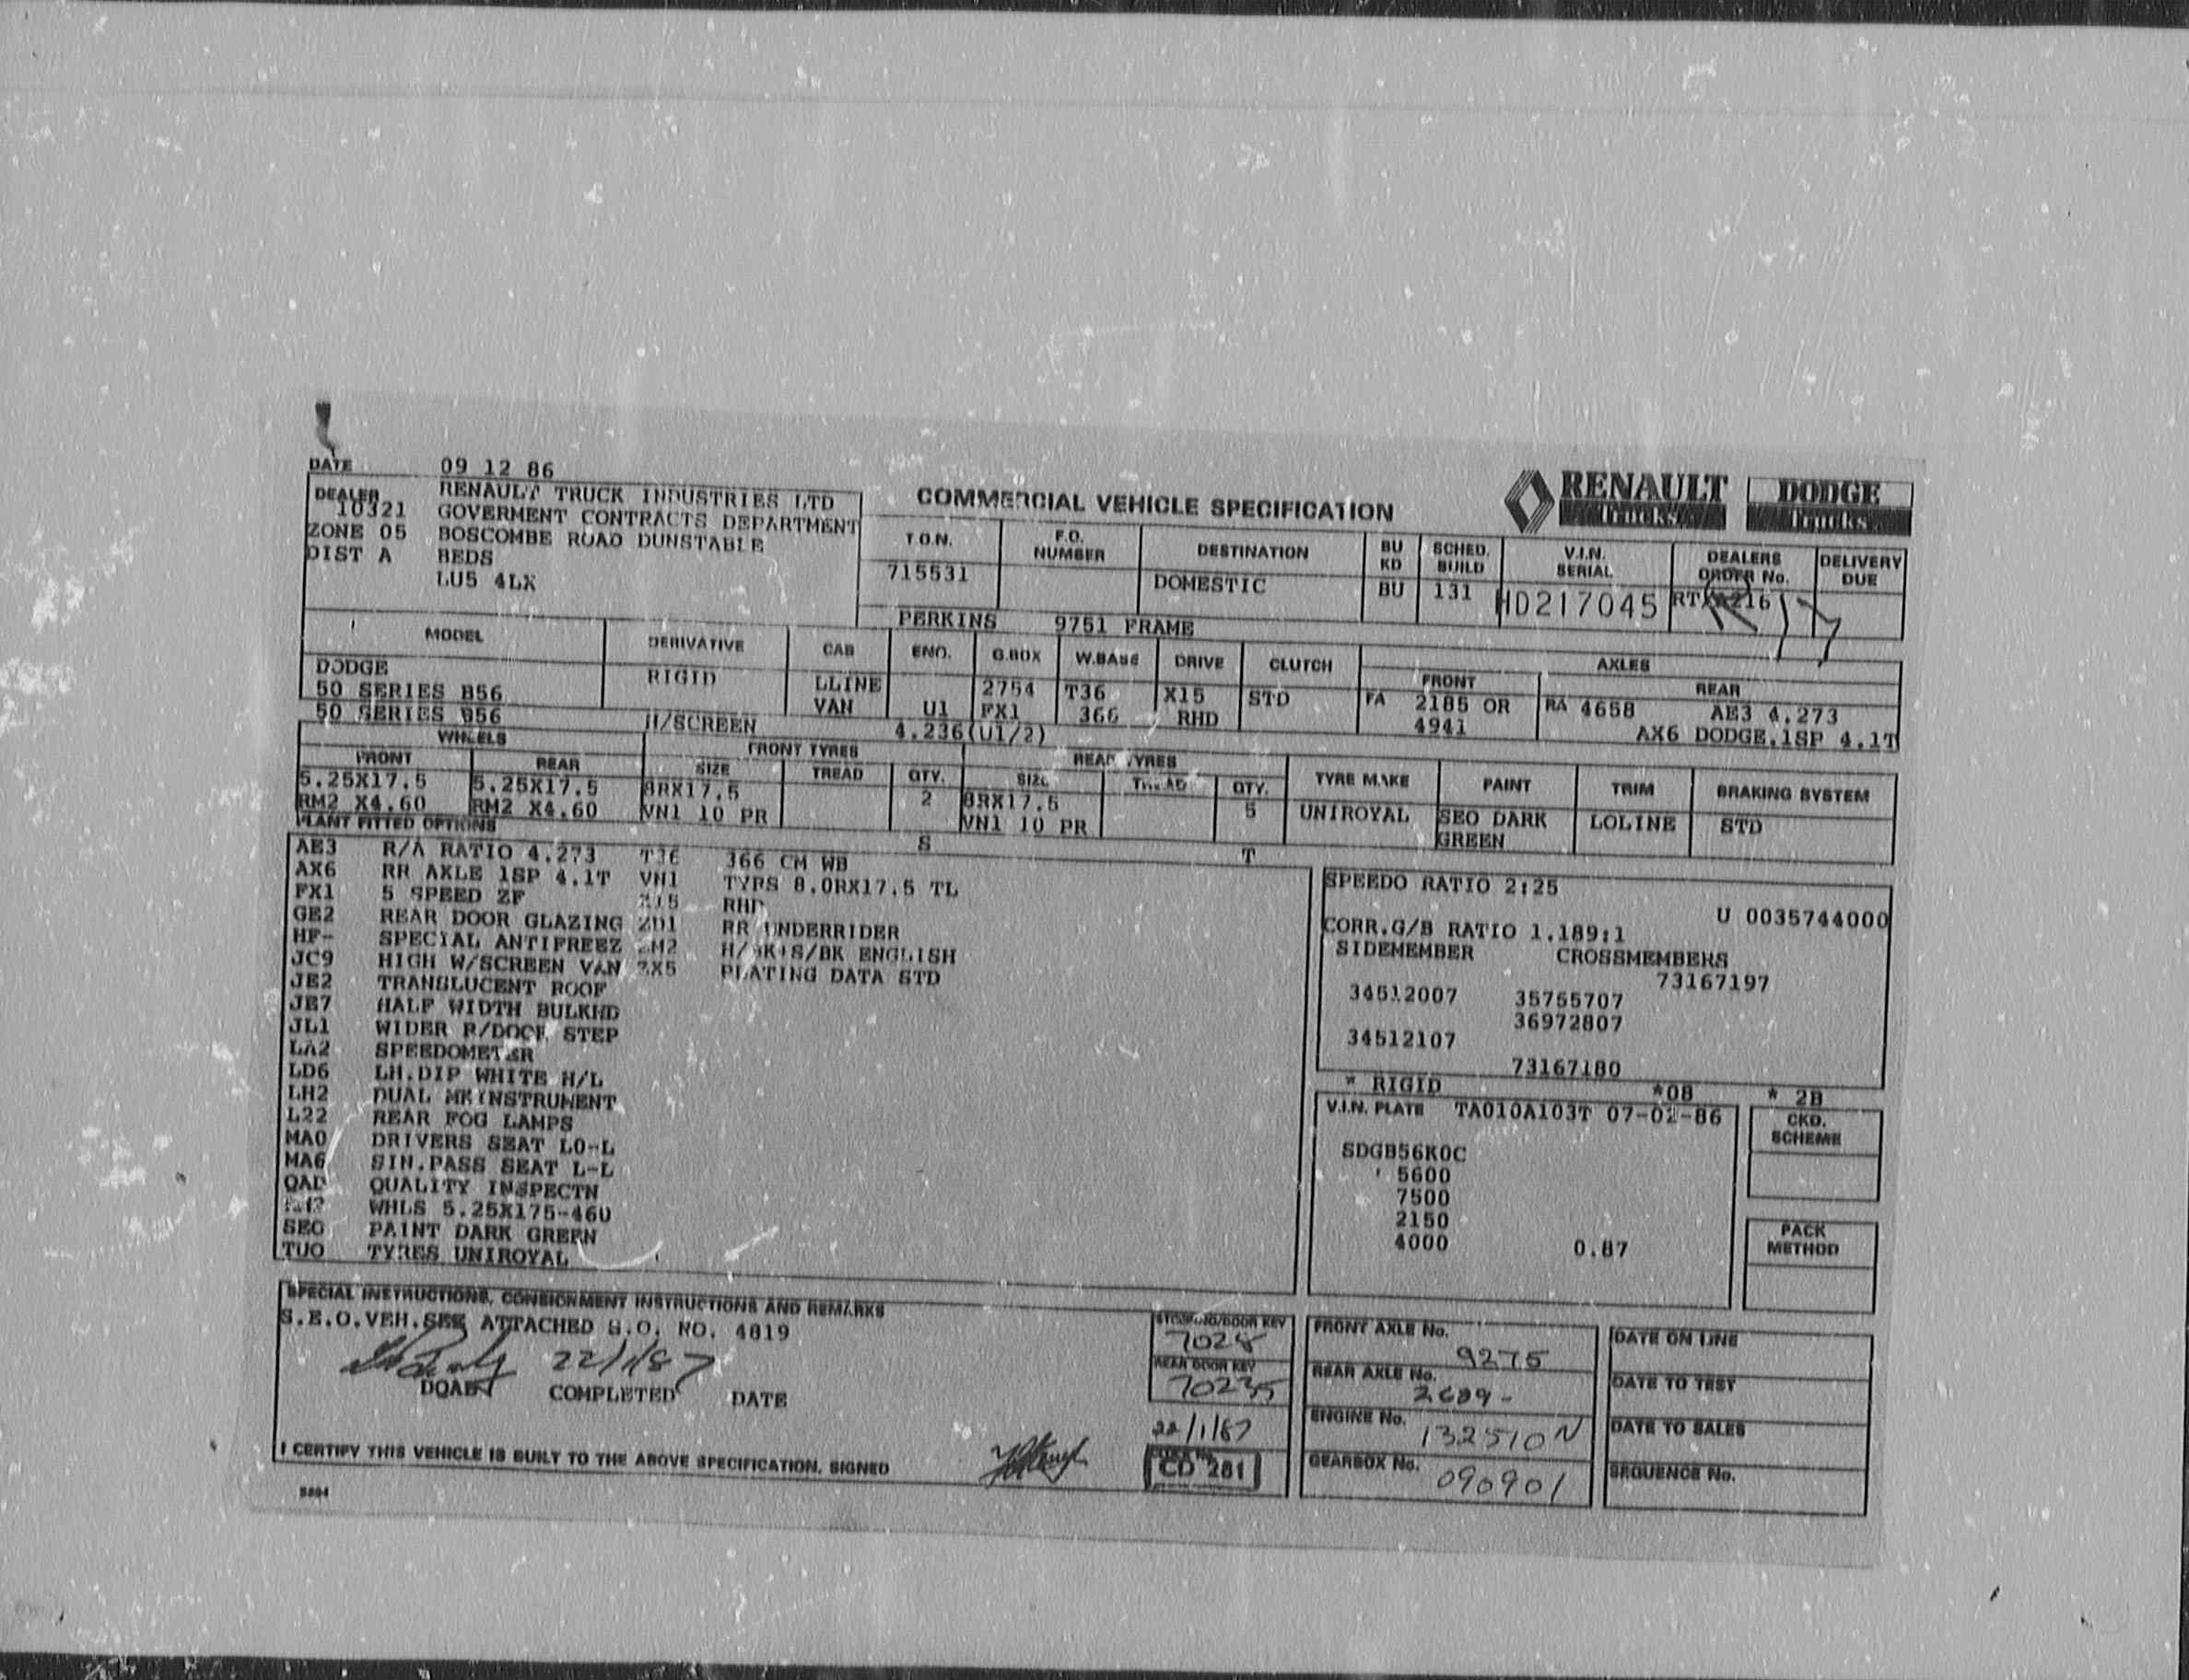 DATE 09 12 86
DEALER RENAULT TRUCK INDUSTRIES LTD
10321 GOVERMENT CONTRACTS DEPARTMENT
ZONE 05 BOSCOMBE ROAD DUNSTABLE
DIST A BEDS
LU5 4LX
COMMERCIAL VEHICLE SPECIFICATION
RENAULT Trucks
DODGE Trucks
T.O.N. F.O. NUMBER DESTINATION BU KD SCHED. BUILD V.I.N. SERIAL DEALERS ORDER No. DELIVERY DUE
715531 DOMESTIC BU 131 HD217045
PERKINS 9751 FRAME
MODEL DERIVATIVE CAB ENG. G.BOX W.BASE DRIVE CLUTCH AXLES
FRONT REAR
DODGE RIGID LLINE 2754 T36 X15 STD FA 2185 OR RA 4658 AE3 4.273
50 SERIES B56 VAN U1 FX1 366 RHD 4941 AX6 DODGE.1SP 4.1T
50 SERIES B56 H/SCREEN 4.236(U1/2)
WHEELS FRONT TYRES REAR TYRES
FRONT REAR SIZE TREAD QTY. SIZE TREAD QTY. TYRE MAKE PAINT TRIM BRAKING SYSTEM
5.25X17.5 5.25X17.5 8RX17.5 2 8RX17.5 5 UNIROYAL SEO DARK LOLINE STD
RM2 X4.60 RM2 X4.60 VN1 10 PR VN1 10 PR GREEN
PLANT FITTED OPTIONS S T
AE3 R/A RATIO 4.273 T36 366 CM WB
AX6 RR AXLE 1SP 4.1T VN1 TYRS 8.0RX17.5 TL
FX1 5 SPEED ZF X15 RHD
GE2 REAR DOOR GLAZING ZD1 RR UNDERRIDER
HF- SPECIAL ANTIFREEZ ZM2 H/BK+S/BK ENGLISH
JC9 HIGH W/SCREEN VAN ZX5 PLATING DATA STD
JE2 TRANSLUCENT ROOF
JE7 HALF WIDTH BULKHD
JL1 WIDER R/DOOR STEP
LA2 SPEEDOMETER
LD6 LH.DIP WHITE H/L
LH2 DUAL MK INSTRUMENT
L22 REAR FOG LAMPS
MA0 DRIVERS SEAT LO-L
MA6 SIN.PASS SEAT L-L
QAD QUALITY INSPECTN
WHLS 5.25X175-460
SEO PAINT DARK GREEN
TUO TYRES UNIROYAL
SPEEDO RATIO 2:25
U 0035744000
CORR.G/B RATIO 1.189:1
SIDEMEMBER CROSSMEMBERS
73167197
34512007 35755707
36972807
34512107
73167180
* RIGID *08 * 2B
V.I.N. PLATE TA010A103T 07-02-86
SDGB56K0C
5600
7500
2150
4000 0.87
CKD. SCHEME
PACK METHOD
SPECIAL INSTRUCTIONS, CONSIGNMENT INSTRUCTIONS AND REMARKS
S.E.O.VEH.SEE ATTACHED S.O. NO. 4819
22/1/87
DQAD COMPLETED DATE
I CERTIFY THIS VEHICLE IS BUILT TO THE ABOVE SPECIFICATION. SIGNED
DOOR KEY
7028
REAR DOOR KEY
70235
22/1/87
CD 281
FRONT AXLE No. 9275
REAR AXLE No.
ENGINE No. 132510N
GEARBOX No. 090901
DATE ON LINE
DATE TO TEST
DATE TO SALES
SEQUENCE No.